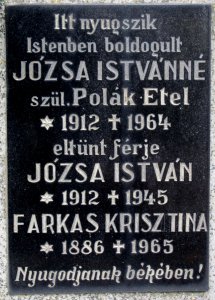 Itt nyugszik
Istenben boldogult
JÓZSA ISTVÁNNÉ
szül. Polák Etel
✡ 1912 ✝ 1964
eltünt férje
JÓZSA ISTVÁN
✡ 1912 ✝ 1945
FARKAS KRISZTINA
✡ 1886 ✝ 1965
Nyugodjanak békében!